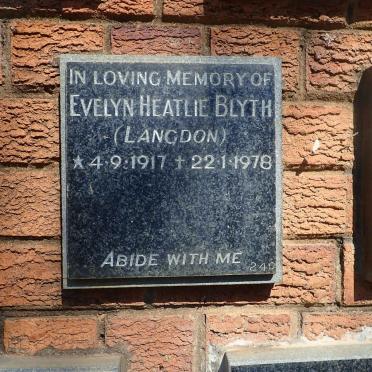 IN LOVING MEMORY OF
EVELYN HEATLIE BLYTH
(LANGDON)
★ 4·9·1917 ✝ 22·1·1978
ABIDE WITH ME